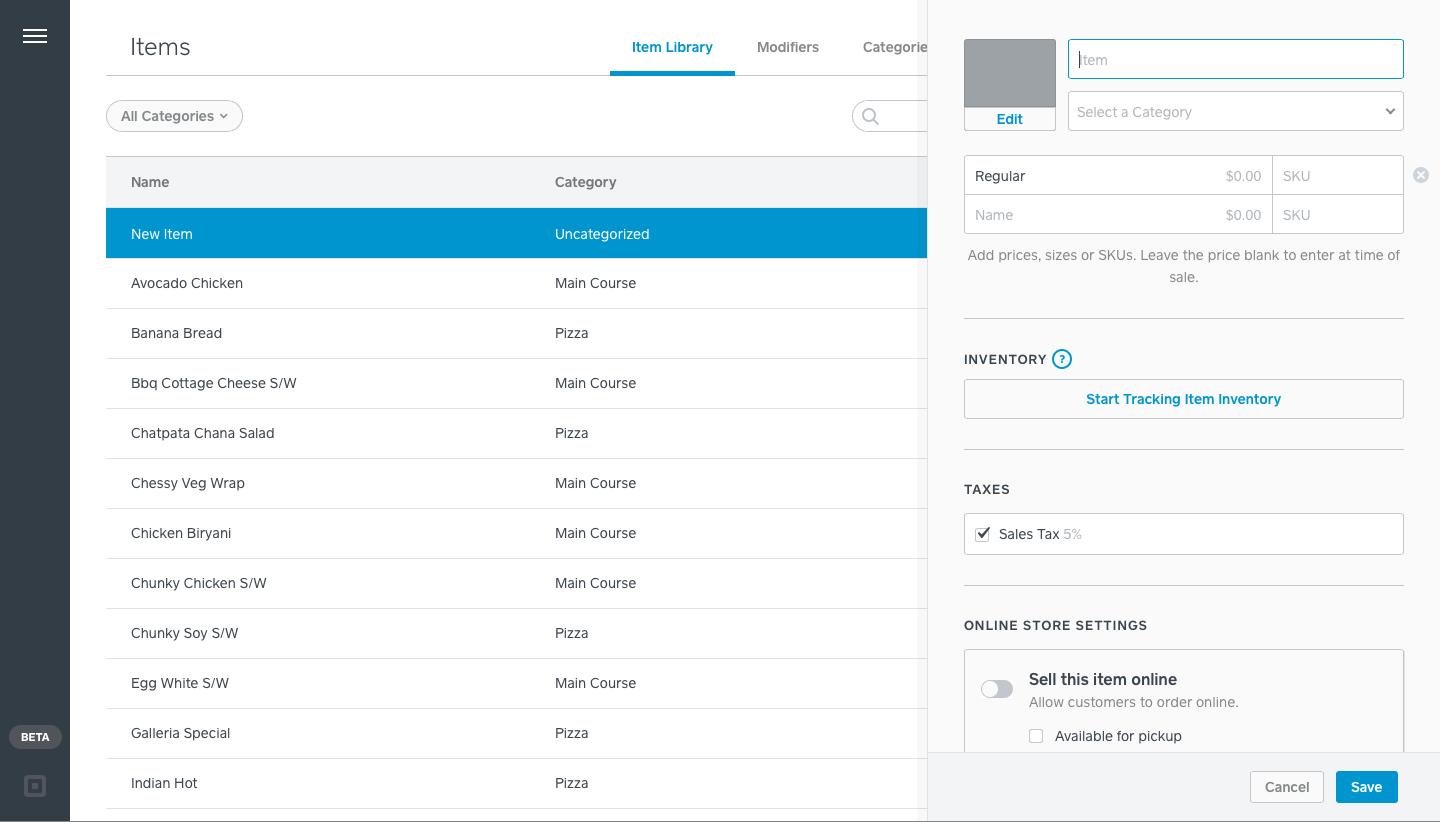 Items
Item Library
Modifiers
Categorie
All Categories
Name
Category
New Item
Uncategorized
Avocado Chicken
Main Course
Banana Bread
Pizza
Bbq Cottage Cheese S/W
Main Course
Chatpata Chana Salad
Pizza
Chessy Veg Wrap
Main Course
Chicken Biryani
Main Course
Chunky Chicken S/W
Main Course
Chunky Soy S/W
Pizza
Egg White S/W
Main Course
Galleria Special
Pizza
Indian Hot
Pizza
BETA
Item
Edit
Select a Category
Regular
$0.00
SKU
Name
$0.00
SKU
Add prices, sizes or SKUs. Leave the price blank to enter at time of
sale.
INVENTORY ?
Start Tracking Item Inventory
TAXES
Sales Tax 5%
ONLINE STORE SETTINGS
Sell this item online
Allow customers to order online.
Available for pickup
Cancel
Save